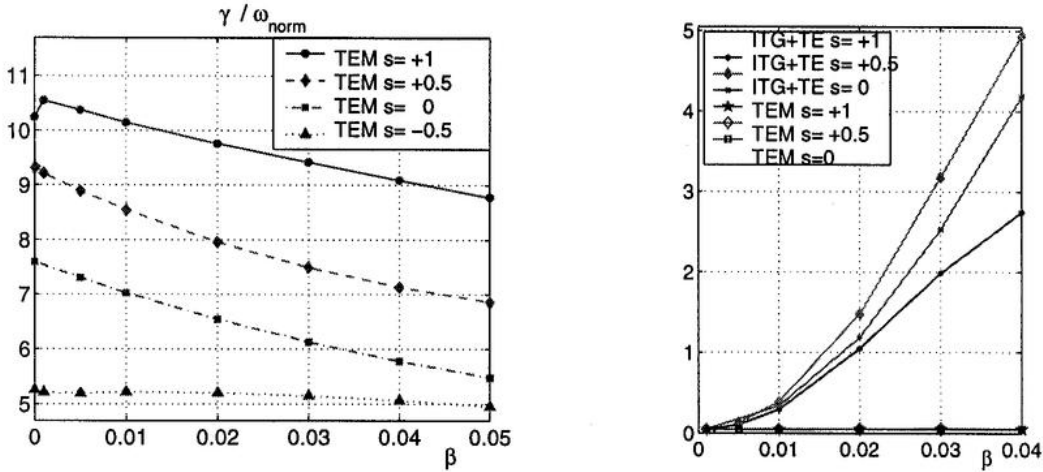 γ / ω_norm
TEM s= +1
TEM s= +0.5
TEM s= 0
TEM s= −0.5
11
10
9
8
7
6
5
0 0.01 0.02 0.03 0.04 0.05
β
ITG+TE s= +1
ITG+TE s= +0.5
ITG+TE s= 0
TEM s= +1
TEM s= +0.5
TEM s=0
5
4
3
2
1
0
0 0.01 0.02 0.03 0.04
β